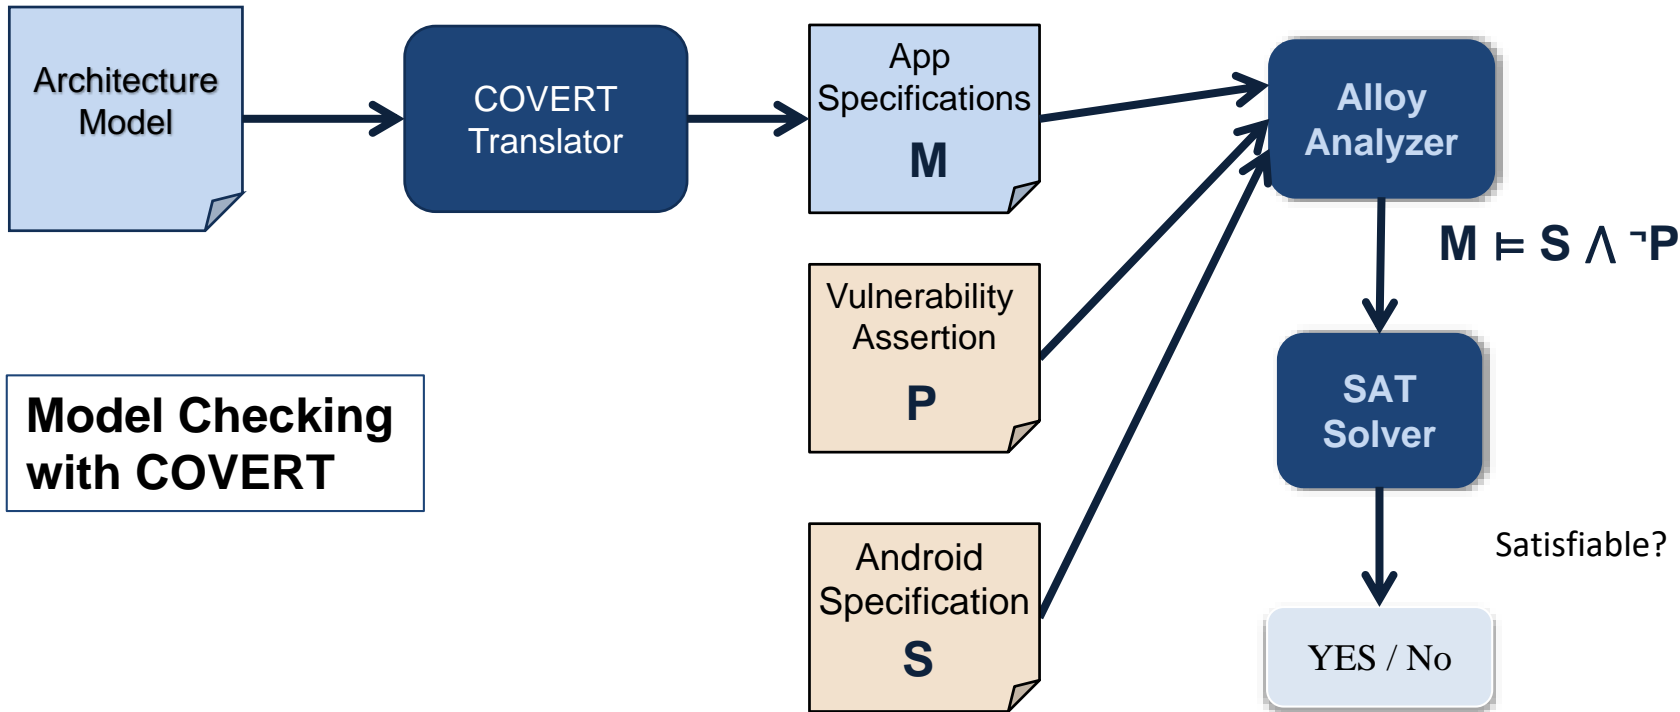 Architecture
Model
COVERT
Translator
App
Specifications
M
Alloy
Analyzer
M ⊨ S ⋀ ¬P
Vulnerability
Assertion
P
SAT
Solver
Model Checking
with COVERT
Android
Specification
S
Satisfiable?
YES / No